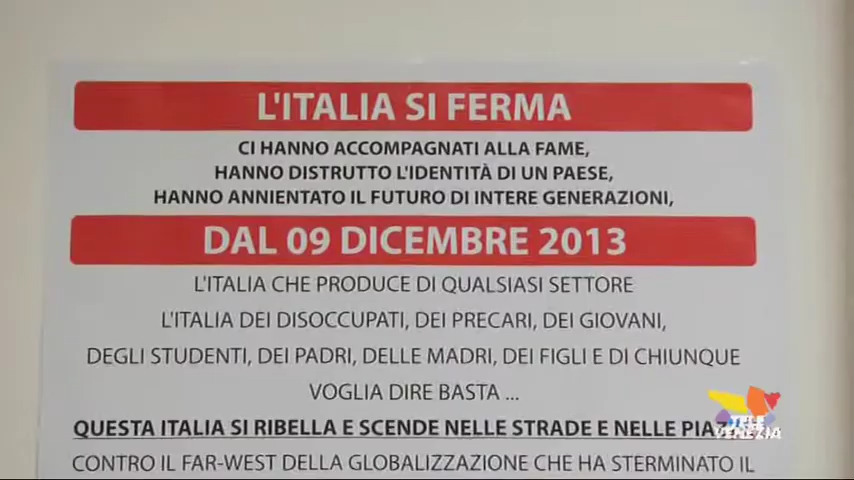 L'ITALIA SI FERMA
CI HANNO ACCOMPAGNATI ALLA FAME,
HANNO DISTRUTTO L'IDENTITÀ DI UN PAESE,
HANNO ANNIENTATO IL FUTURO DI INTERE GENERAZIONI,
DAL 09 DICEMBRE 2013
L'ITALIA CHE PRODUCE DI QUALSIASI SETTORE
L'ITALIA DEI DISOCCUPATI, DEI PRECARI, DEI GIOVANI,
DEGLI STUDENTI, DEI PADRI, DELLE MADRI, DEI FIGLI E DI CHIUNQUE
VOGLIA DIRE BASTA ...
QUESTA ITALIA SI RIBELLA E SCENDE NELLE STRADE E NELLE
CONTRO IL FAR-WEST DELLA GLOBALIZZAZIONE CHE HA STERMINATO IL
TELE
VENEZIA